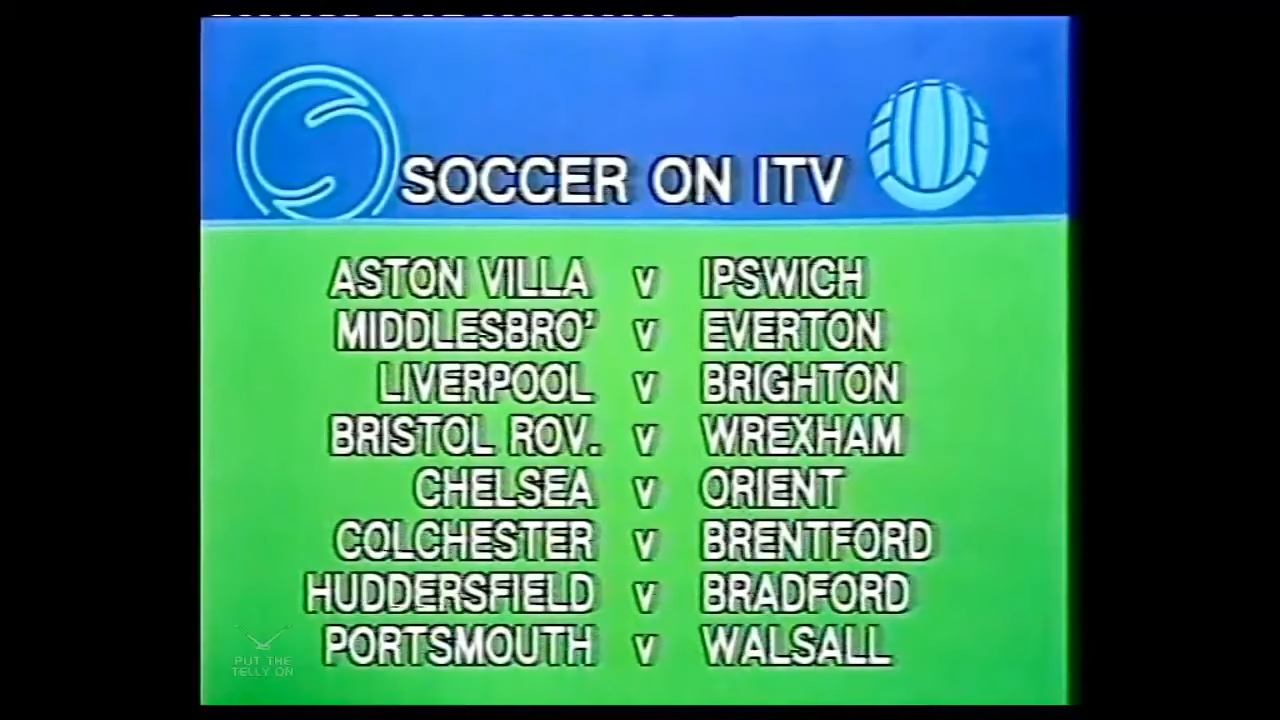 SOCCER ON ITV
ASTON VILLA v IPSWICH
MIDDLESBRO' v EVERTON
LIVERPOOL v BRIGHTON
BRISTOL ROV. v WREXHAM
CHELSEA v ORIENT
COLCHESTER v BRENTFORD
HUDDERSFIELD v BRADFORD
PORTSMOUTH v WALSALL
PUT THE
TELLY ON